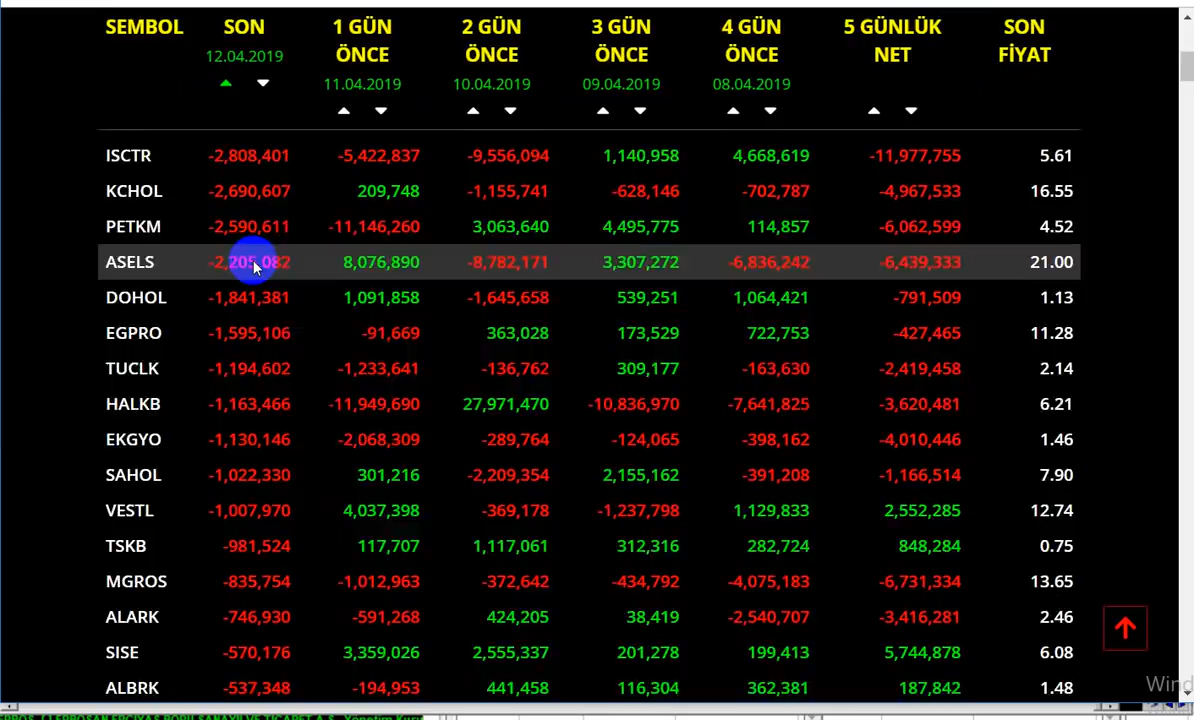 SEMBOL SON 1 GÜN 2 GÜN 3 GÜN 4 GÜN 5 GÜNLÜK SON
12.04.2019 ÖNCE ÖNCE ÖNCE ÖNCE NET FİYAT
11.04.2019 10.04.2019 09.04.2019 08.04.2019
ISCTR -2,808,401 -5,422,837 -9,556,094 1,140,958 4,668,619 -11,977,755 5.61
KCHOL -2,690,607 209,748 -1,155,741 -628,146 -702,787 -4,967,533 16.55
PETKM -2,590,611 -11,146,260 3,063,640 4,495,775 114,857 -6,062,599 4.52
ASELS -2,205,082 8,076,890 -8,782,171 3,307,272 -6,836,242 -6,439,333 21.00
DOHOL -1,841,381 1,091,858 -1,645,658 539,251 1,064,421 -791,509 1.13
EGPRO -1,595,106 -91,669 363,028 173,529 722,753 -427,465 11.28
TUCLK -1,194,602 -1,233,641 -136,762 309,177 -163,630 -2,419,458 2.14
HALKB -1,163,466 -11,949,690 27,971,470 -10,836,970 -7,641,825 -3,620,481 6.21
EKGYO -1,130,146 -2,068,309 -289,764 -124,065 -398,162 -4,010,446 1.46
SAHOL -1,022,330 301,216 -2,209,354 2,155,162 -391,208 -1,166,514 7.90
VESTL -1,007,970 4,037,398 -369,178 -1,237,798 1,129,833 2,552,285 12.74
TSKB -981,524 117,707 1,117,061 312,316 282,724 848,284 0.75
MGROS -835,754 -1,012,963 -372,642 -434,792 -4,075,183 -6,731,334 13.65
ALARK -746,930 -591,268 424,205 38,419 -2,540,707 -3,416,281 2.46
SISE -570,176 3,359,026 2,555,337 201,278 199,413 5,744,878 6.08
ALBRK -537,348 -194,953 441,458 116,304 362,381 187,842 1.48
Wind